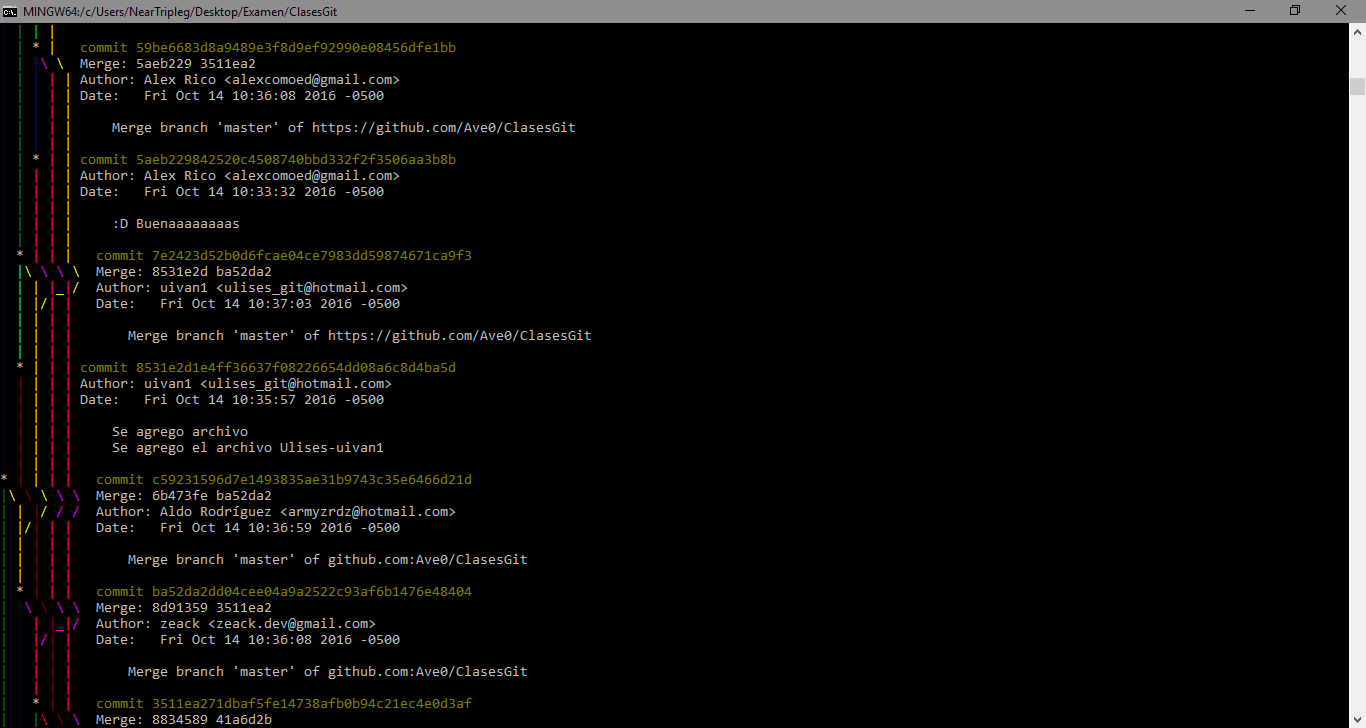 MINGW64:/c/Users/NearTripleg/Desktop/Examen/ClasesGit
commit 59be6683d8a9489e3f8d9ef92990e08456dfe1bb
Merge: 5aeb229 3511ea2
Author: Alex Rico <alexcomoed@gmail.com>
Date:   Fri Oct 14 10:36:08 2016 -0500
Merge branch 'master' of https://github.com/Ave0/ClasesGit
commit 5aeb229842520c4508740bbd332f2f3506aa3b8b
Author: Alex Rico <alexcomoed@gmail.com>
Date:   Fri Oct 14 10:33:32 2016 -0500
:D Buenaaaaaaaas
commit 7e2423d52b0d6fcae04ce7983dd59874671ca9f3
Merge: 8531e2d ba52da2
Author: uivan1 <ulises_git@hotmail.com>
Date:   Fri Oct 14 10:37:03 2016 -0500
Merge branch 'master' of https://github.com/Ave0/ClasesGit
commit 8531e2d1e4ff36637f08226654dd08a6c8d4ba5d
Author: uivan1 <ulises_git@hotmail.com>
Date:   Fri Oct 14 10:35:57 2016 -0500
Se agrego archivo
Se agrego el archivo Ulises-uivan1
commit c59231596d7e1493835ae31b9743c35e6466d21d
Merge: 6b473fe ba52da2
Author: Aldo Rodríguez <armyzrdz@hotmail.com>
Date:   Fri Oct 14 10:36:59 2016 -0500
Merge branch 'master' of github.com:Ave0/ClasesGit
commit ba52da2dd04cee04a9a2522c93af6b1476e48404
Merge: 8d91359 3511ea2
Author: zeack <zeack.dev@gmail.com>
Date:   Fri Oct 14 10:36:08 2016 -0500
Merge branch 'master' of github.com:Ave0/ClasesGit
commit 3511ea271dbaf5fe14738afb0b94c21ec4e0d3af
Merge: 8834589 41a6d2b